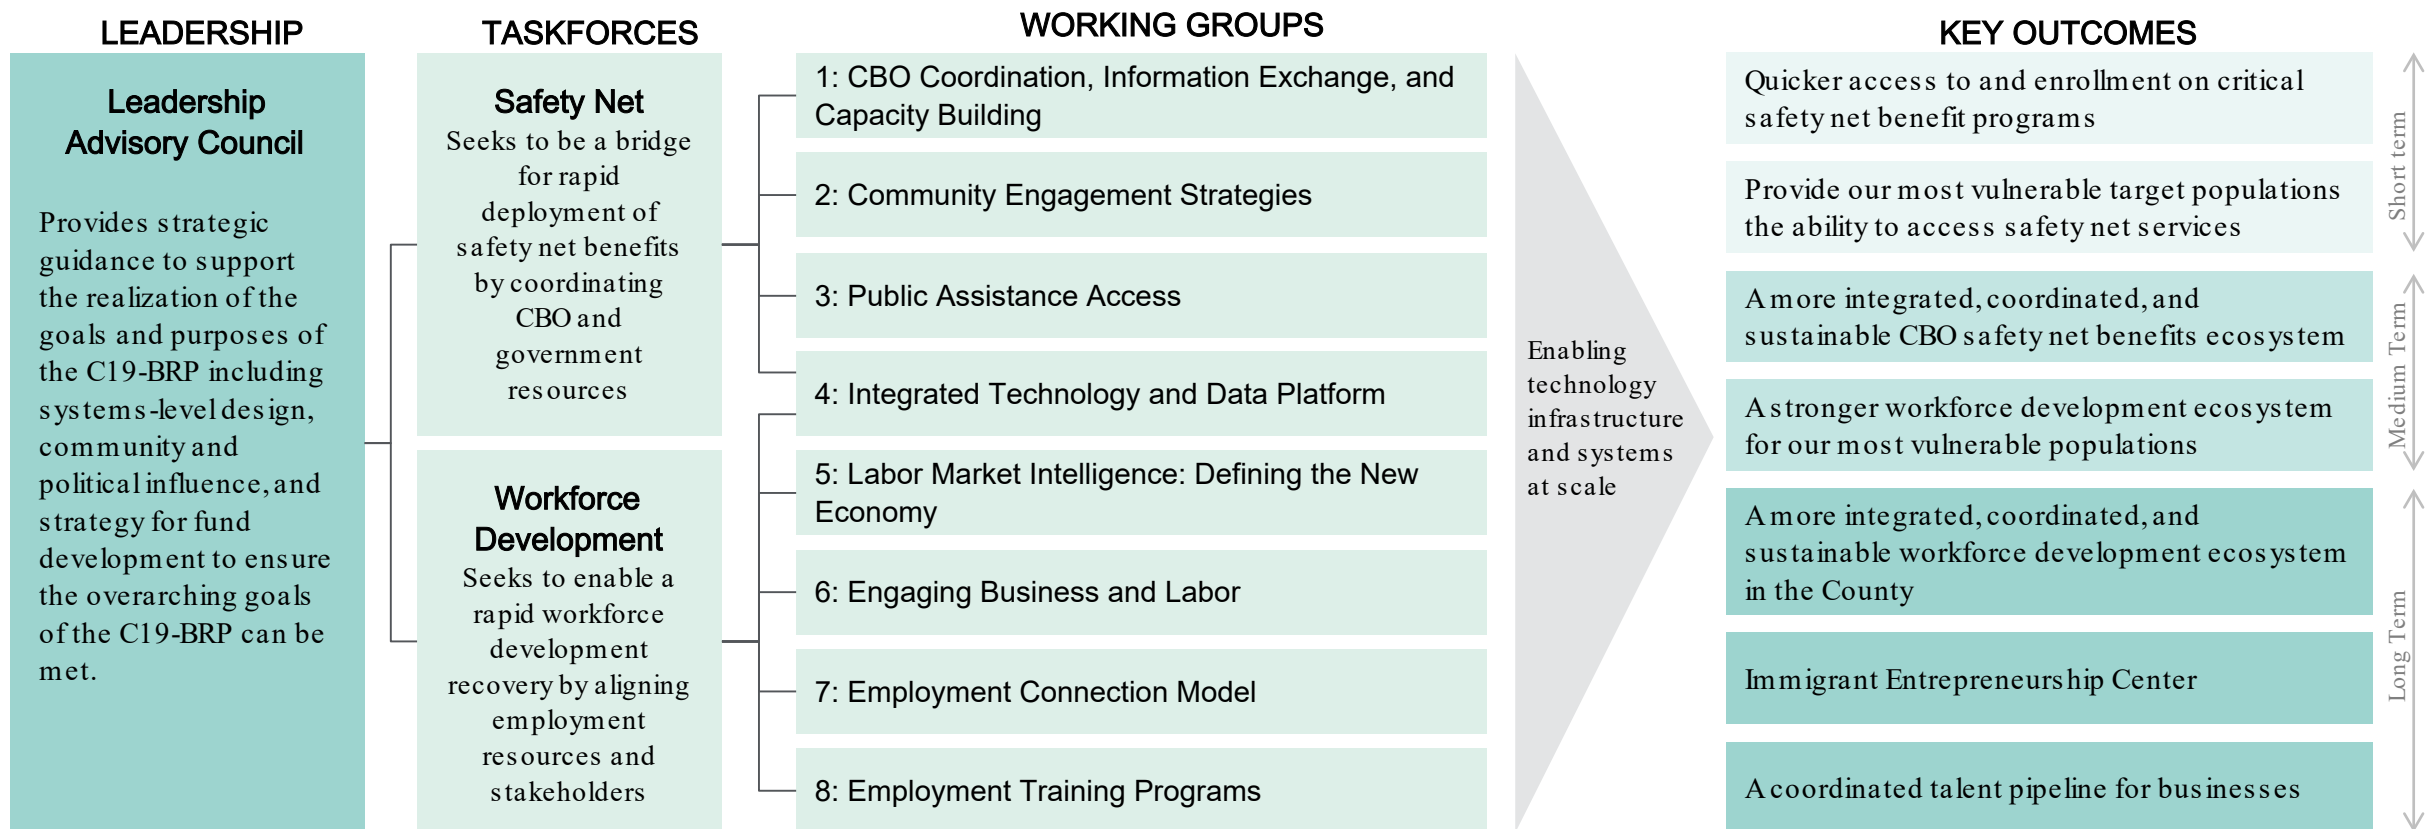 LEADERSHIP
Leadership
Advisory Council
Provides strategic
guidance to support
the realization of the
goals and purposes of
the C19-BRP including
systems-level design,
community and
political influence, and
strategy for fund
development to ensure
the overarching goals
of the C19-BRP can be
met.
TASKFORCES
Safety Net
Seeks to be a bridge
for rapid
deployment of
safety net benefits
by coordinating
CBO and
government
resources
Workforce
Development
Seeks to enable a
rapid workforce
development
recovery by aligning
employment
resources and
stakeholders
WORKING GROUPS
1: CBO Coordination, Information Exchange, and
Capacity Building
2: Community Engagement Strategies
3: Public Assistance Access
4: Integrated Technology and Data Platform
5: Labor Market Intelligence: Defining the New
Economy
6: Engaging Business and Labor
7: Employment Connection Model
8: Employment Training Programs
Enabling
technology
infrastructure
and systems
at scale
KEY OUTCOMES
Quicker access to and enrollment on critical
safety net benefit programs
Provide our most vulnerable target populations
the ability to access safety net services
A more integrated, coordinated, and
sustainable CBO safety net benefits ecosystem
A stronger workforce development ecosystem
for our most vulnerable populations
A more integrated, coordinated, and
sustainable workforce development ecosystem
in the County
Immigrant Entrepreneurship Center
A coordinated talent pipeline for businesses
Short term
Medium Term
Long Term